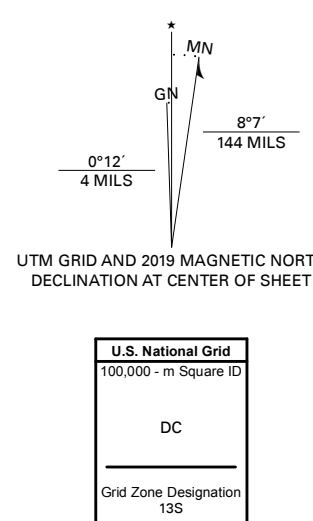 ★
MN
GN
8°7´
144 MILS
0°12´
4 MILS
UTM GRID AND 2019 MAGNETIC NORT
DECLINATION AT CENTER OF SHEET
U.S. National Grid
100,000 - m Square ID
DC
Grid Zone Designation
13S